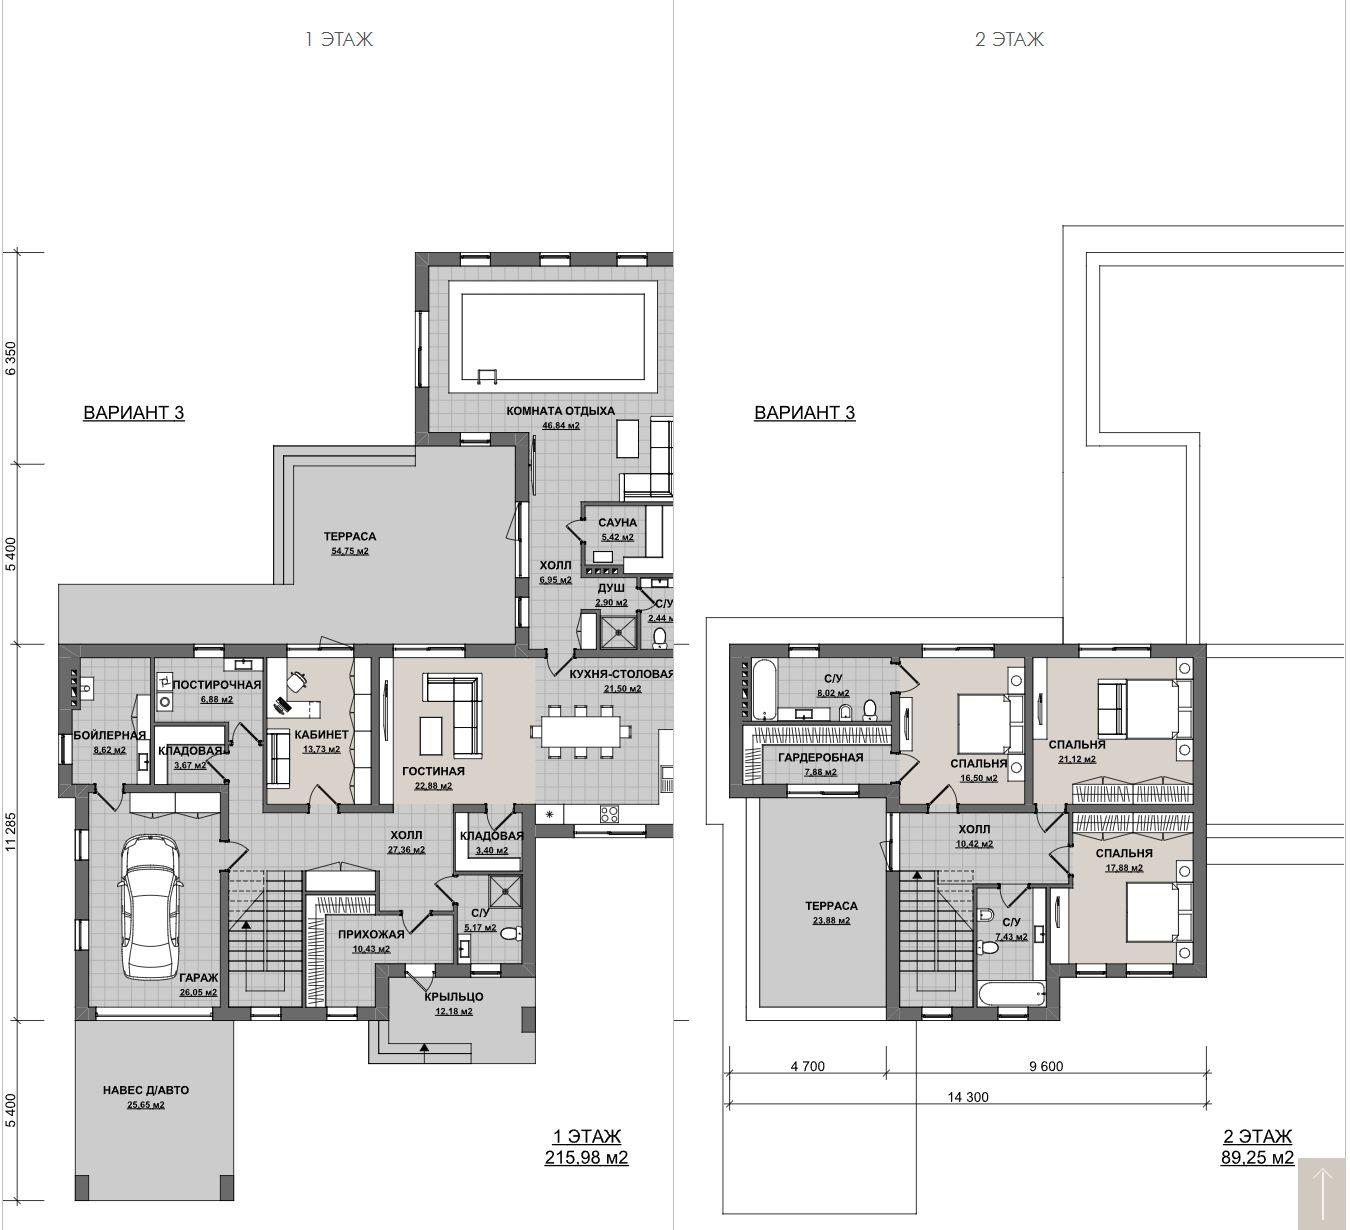 1 ЭТАЖ
2 ЭТАЖ
6 350
5 400
11 285
5 400
ВАРИАНТ 3
КОМНАТА ОТДЫХА
46,84 м2
ТЕРРАСА
54,75 м2
САУНА
5,42 м2
ХОЛЛ
6,95 м2
ДУШ
2,90 м2
С/У
2,44 м
КУХНЯ-СТОЛОВАЯ
21,50 м2
ПОСТИРОЧНАЯ
6,88 м2
БОЙЛЕРНАЯ
8,62 м2
КЛАДОВАЯ
3,67 м2
КАБИНЕТ
13,73 м2
ГОСТИНАЯ
22,88 м2
ХОЛЛ
27,36 м2
КЛАДОВАЯ
3,40 м2
С/У
5,17 м2
ПРИХОЖАЯ
10,43 м2
ГАРАЖ
26,05 м2
КРЫЛЬЦО
12,18 м2
НАВЕС Д/АВТО
25,65 м2
1 ЭТАЖ
215,98 м2
ВАРИАНТ 3
С/У
8,02 м2
ГАРДЕРОБНАЯ
7,88 м2
СПАЛЬНЯ
16,50 м2
СПАЛЬНЯ
21,12 м2
ХОЛЛ
10,42 м2
СПАЛЬНЯ
17,88 м2
ТЕРРАСА
23,88 м2
С/У
7,43 м2
4 700
9 600
14 300
2 ЭТАЖ
89,25 м2